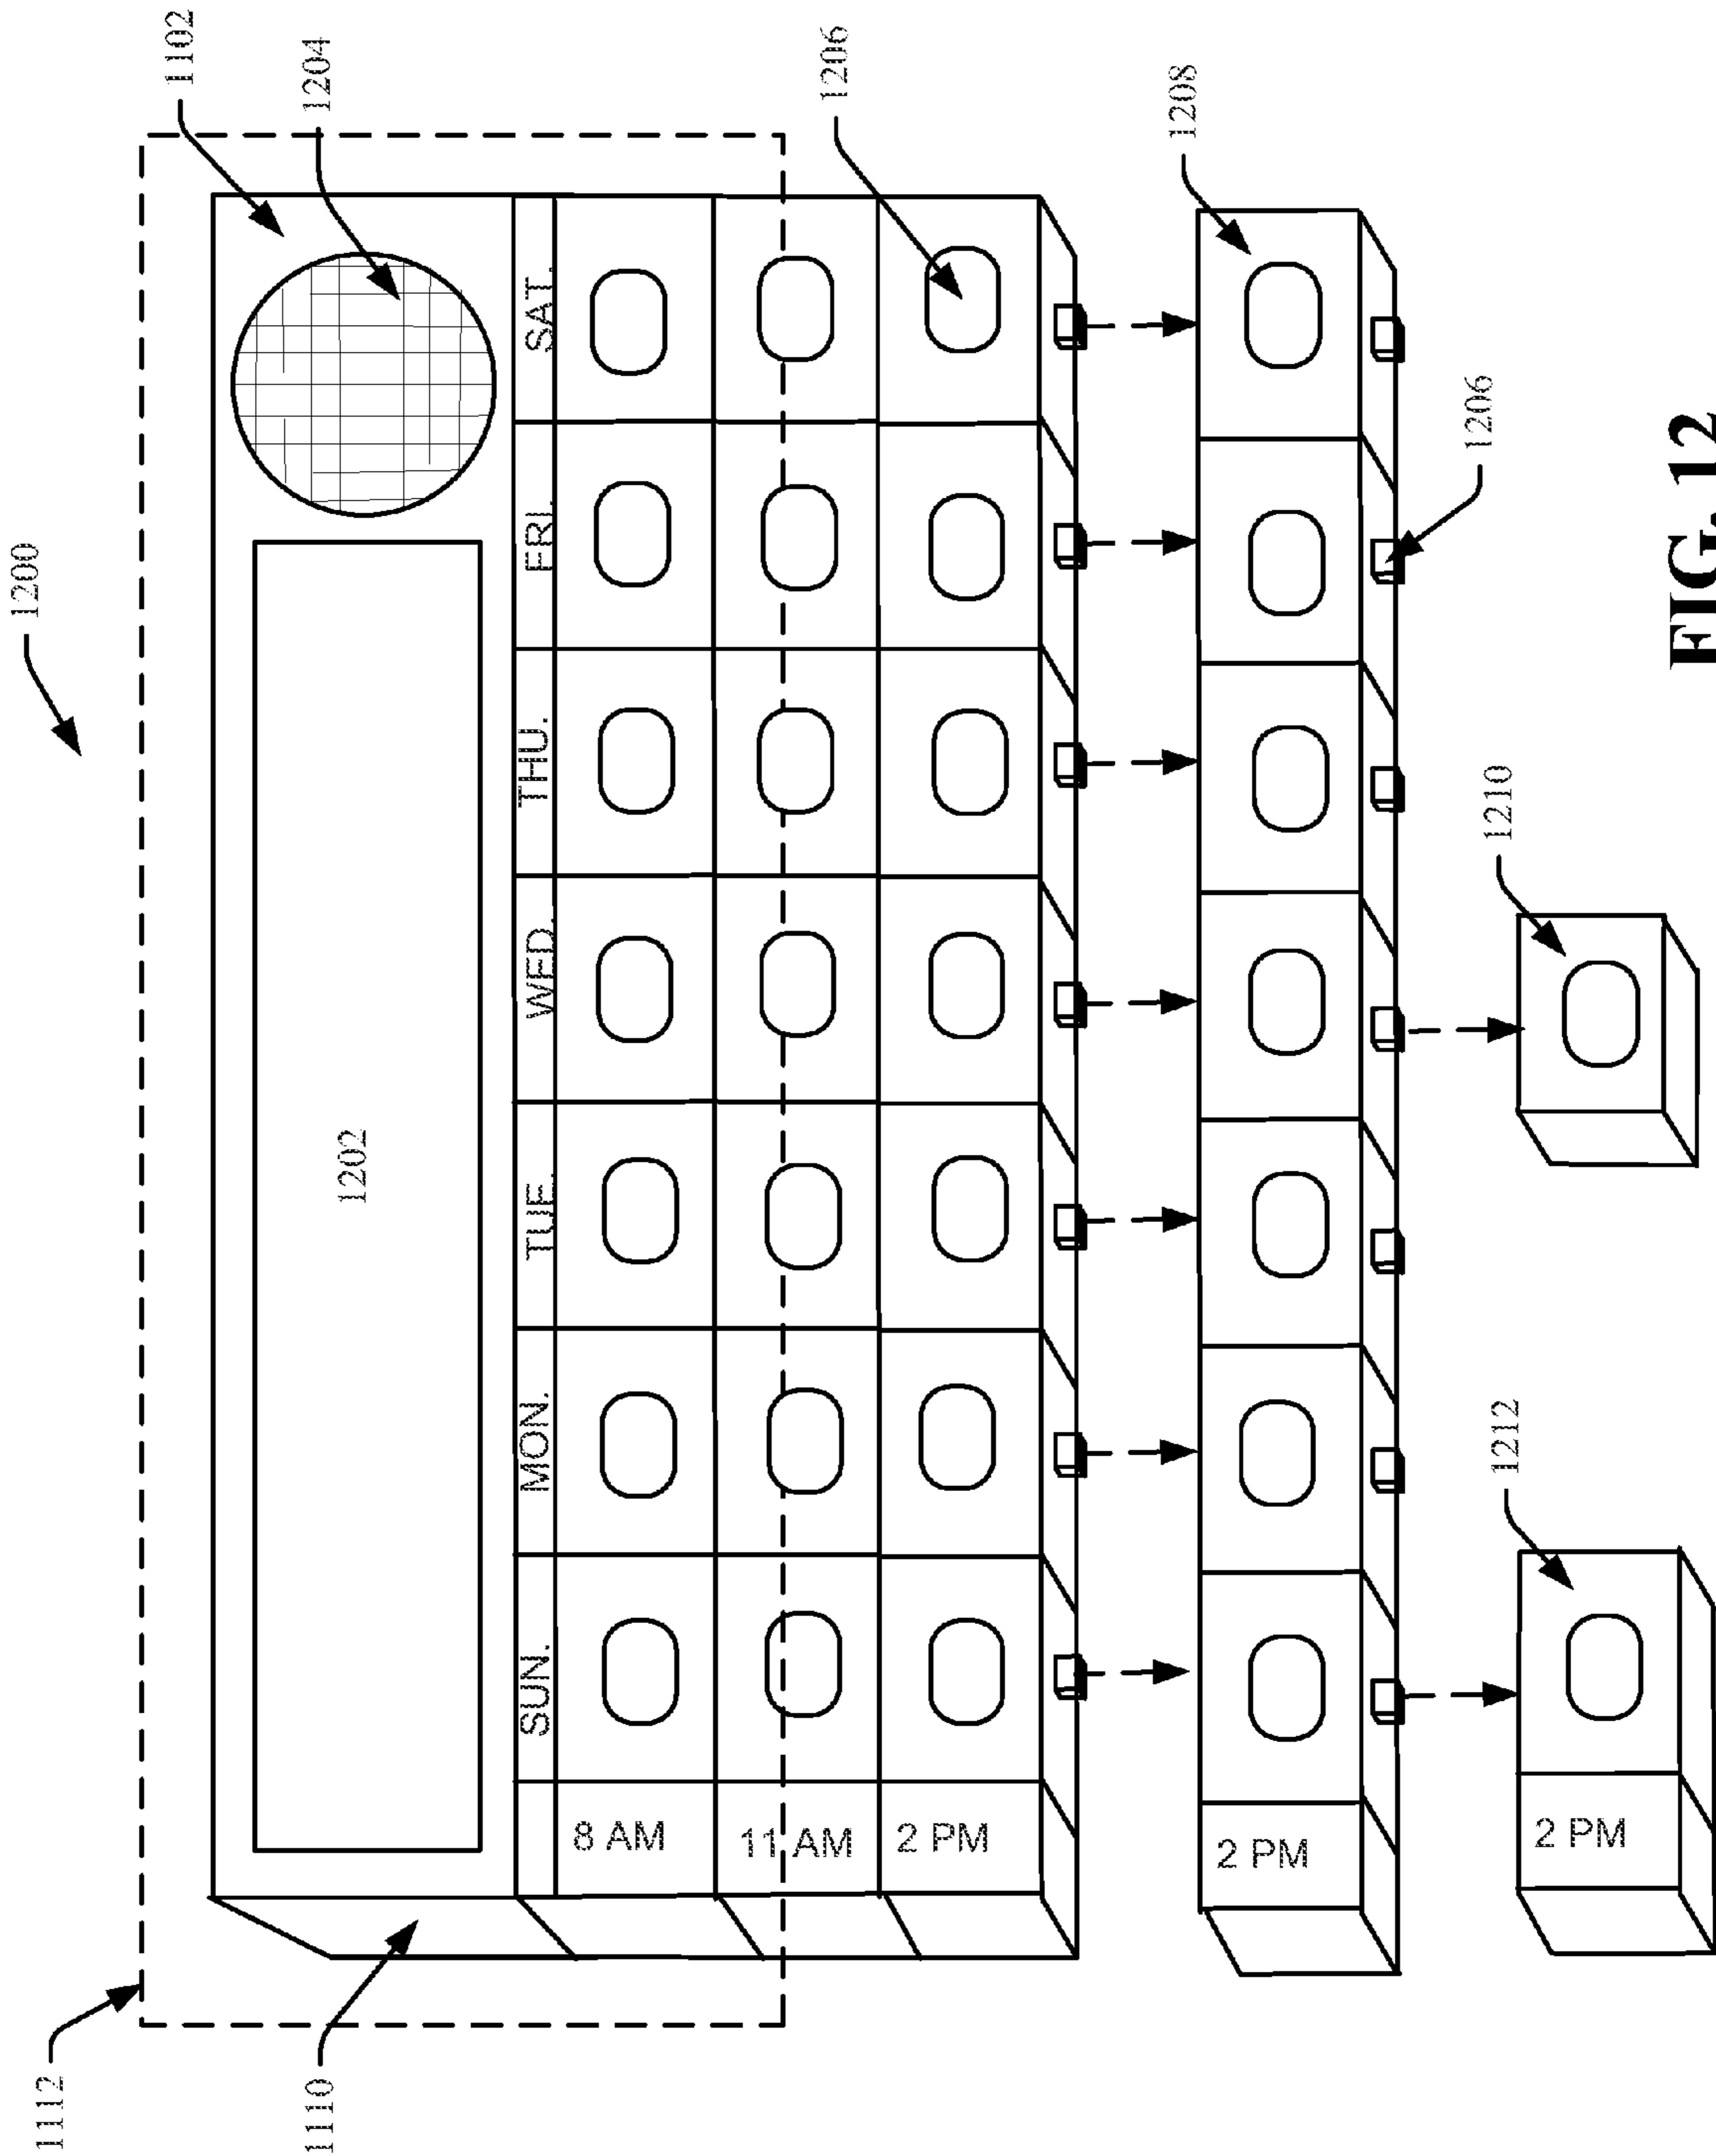 1200
1112
1102
1204
1110
1202
SUN. MON. TUE. WED. THU. FRI. SAT.
8 AM
11 AM
2 PM
1206
2 PM
1208
1206
2 PM
1212
1210
FIG. 12